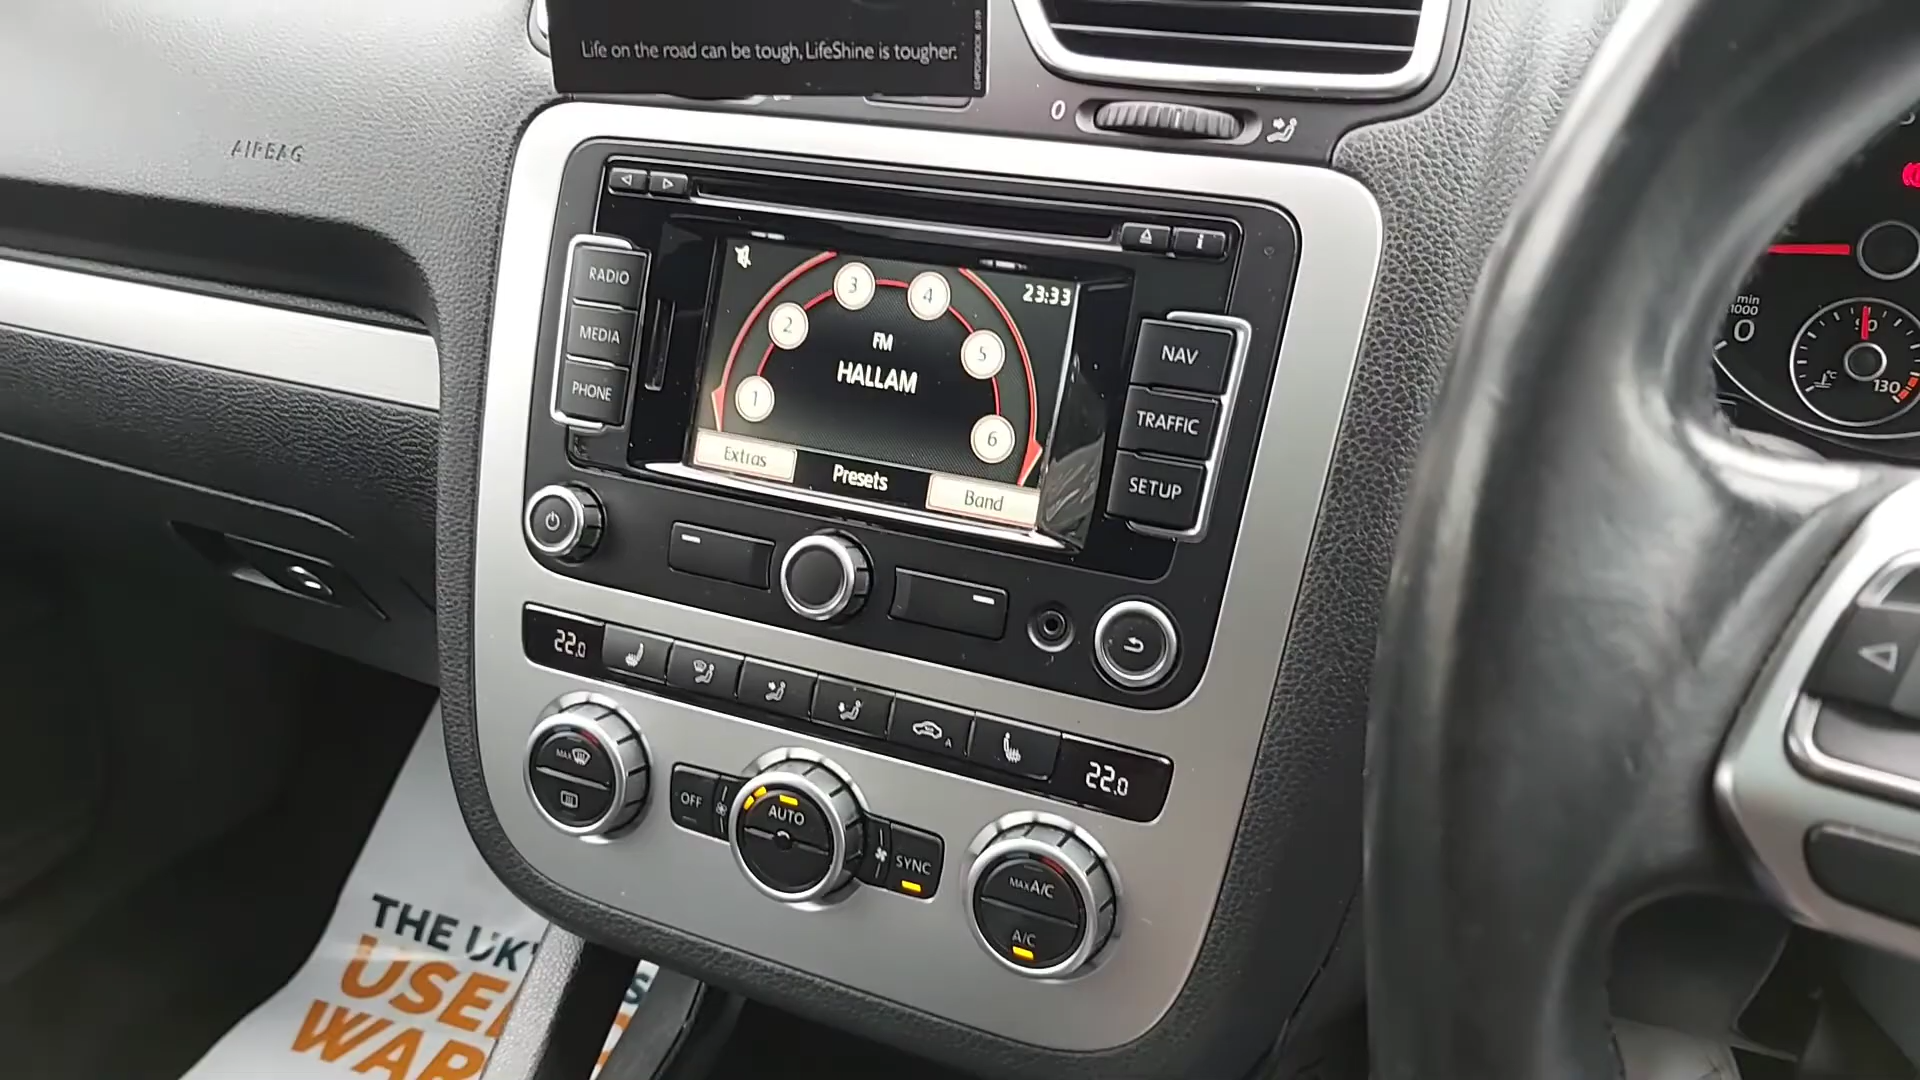 Life on the road can be tough, LifeShine is tougher.
0
AIRBAG
RADIO
MEDIA
PHONE
23:33
1
2
3
4
5
6
FM
HALLAM
Extras
Presets
Band
NAV
TRAFFIC
SETUP
22.0
A
22.0
MAX
OFF
AUTO
SYNC
MAX A/C
A/C
min
1000
0
90
°C
130
THE UK'
USE
WAR